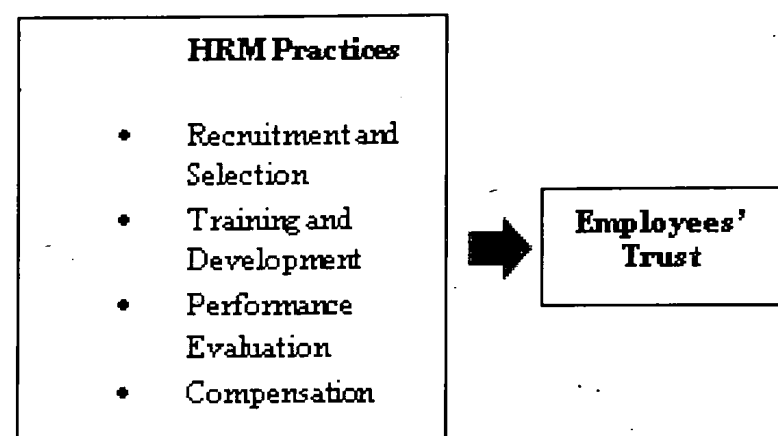 HRM Practices
• Recruitment and
Selection
• Training and
Development
• Performance
Evaluation
• Compensation
Employees’
Trust